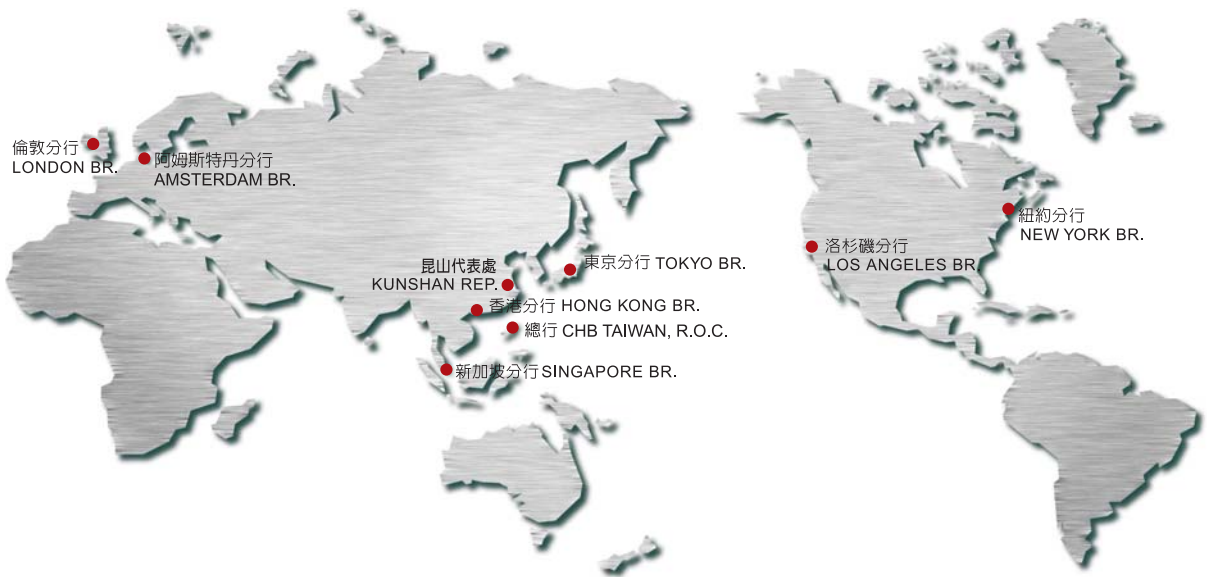 倫敦分行
LONDON BR.
阿姆斯特丹分行
AMSTERDAM BR.
昆山代表處
KUNSHAN REP.
東京分行 TOKYO BR.
香港分行 HONG KONG BR.
總行 CHB TAIWAN, R.O.C.
新加坡分行 SINGAPORE BR.
洛杉磯分行
LOS ANGELES BR.
紐約分行
NEW YORK BR.